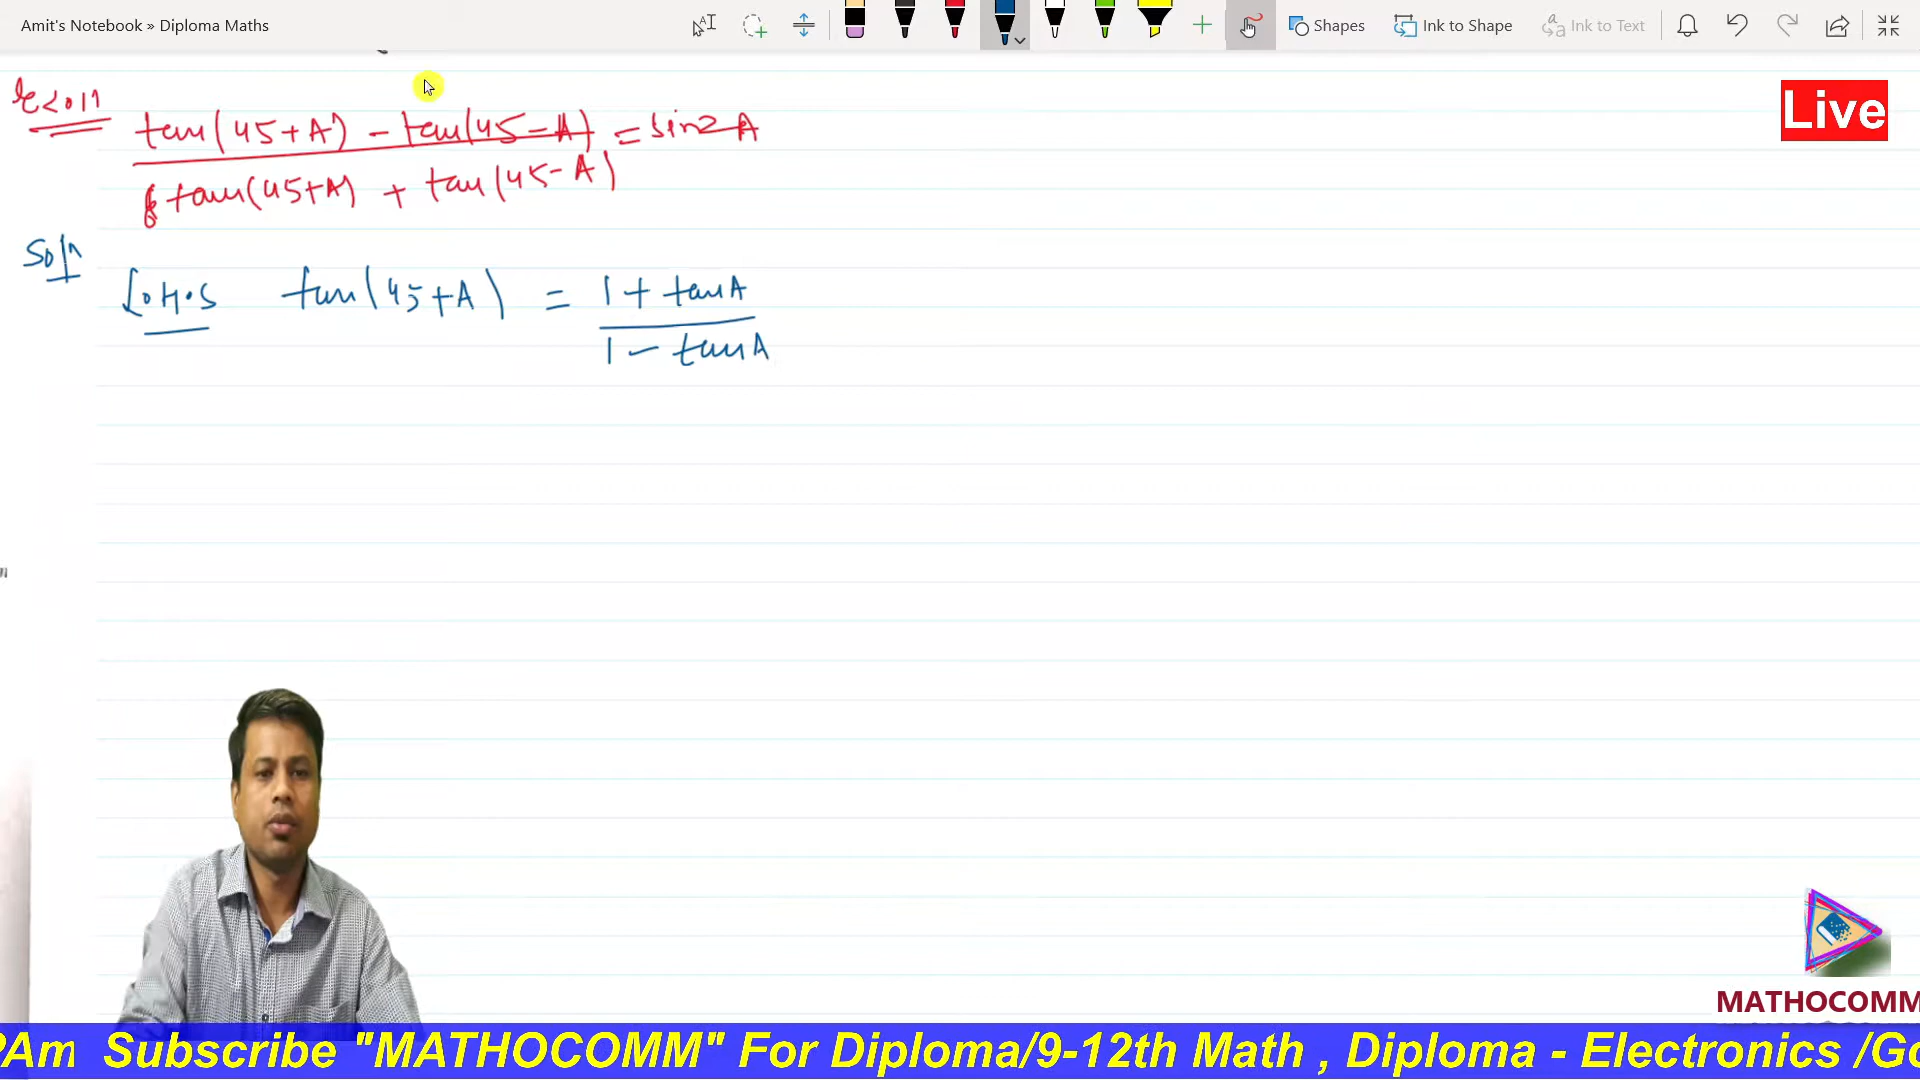 Amit's Notebook » Diploma Maths
Shapes
Ink to Shape
Ink to Text
Live
tan(45+A) - tan(45-A) = sin2A
tan(45+A) + tan(45-A)
Soln
L.H.S tan(45+A) = 1 + tanA
1 - tanA
MATHOCOMM
PAm Subscribe "MATHOCOMM" For Diploma/9-12th Math , Diploma - Electronics /Go